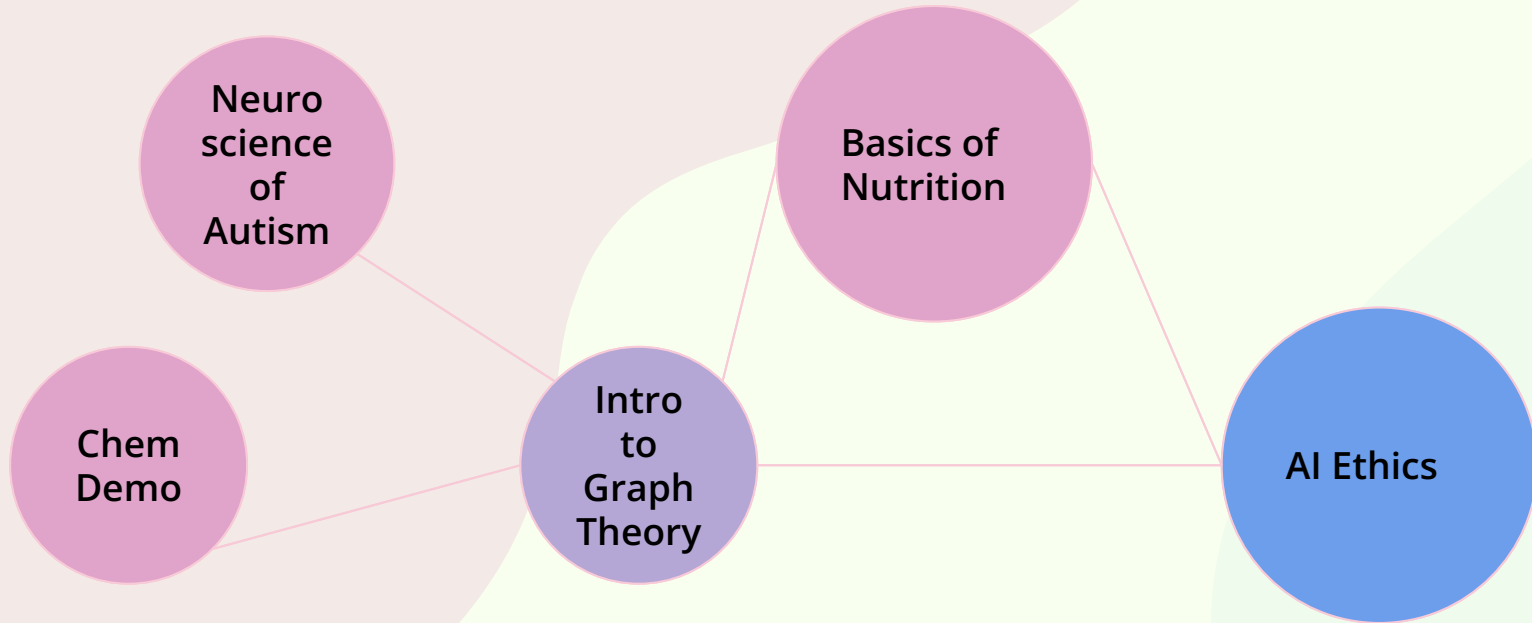 Neuro
science
of
Autism
Basics of
Nutrition
Chem
Demo
Intro
to
Graph
Theory
AI Ethics